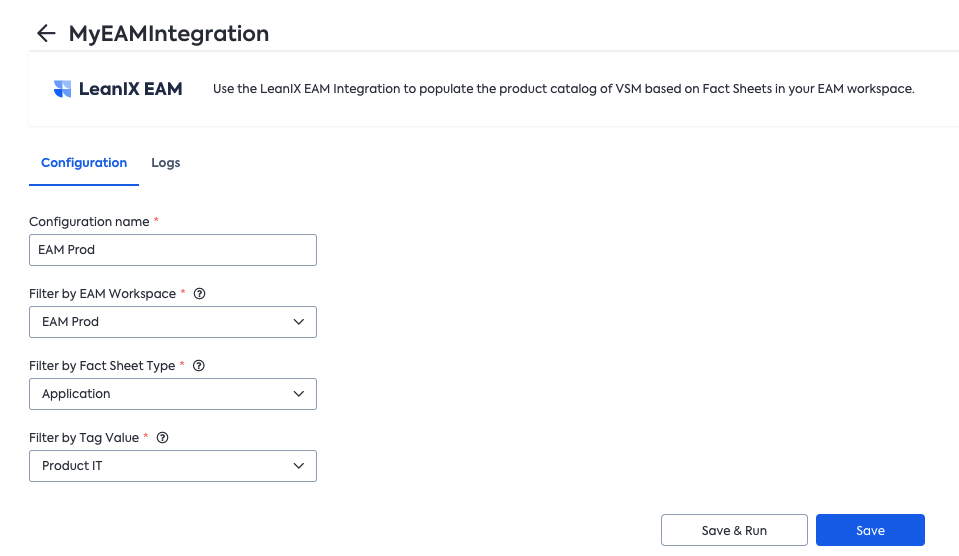 MyEAMIntegration
LeanIX EAM
Use the LeanIX EAM Integration to populate the product catalog of VSM based on Fact Sheets in your EAM workspace.
Configuration Logs
Configuration name *
EAM Prod
Filter by EAM Workspace * ?
EAM Prod
Filter by Fact Sheet Type * ?
Application
Filter by Tag Value * ?
Product IT
Save & Run Save